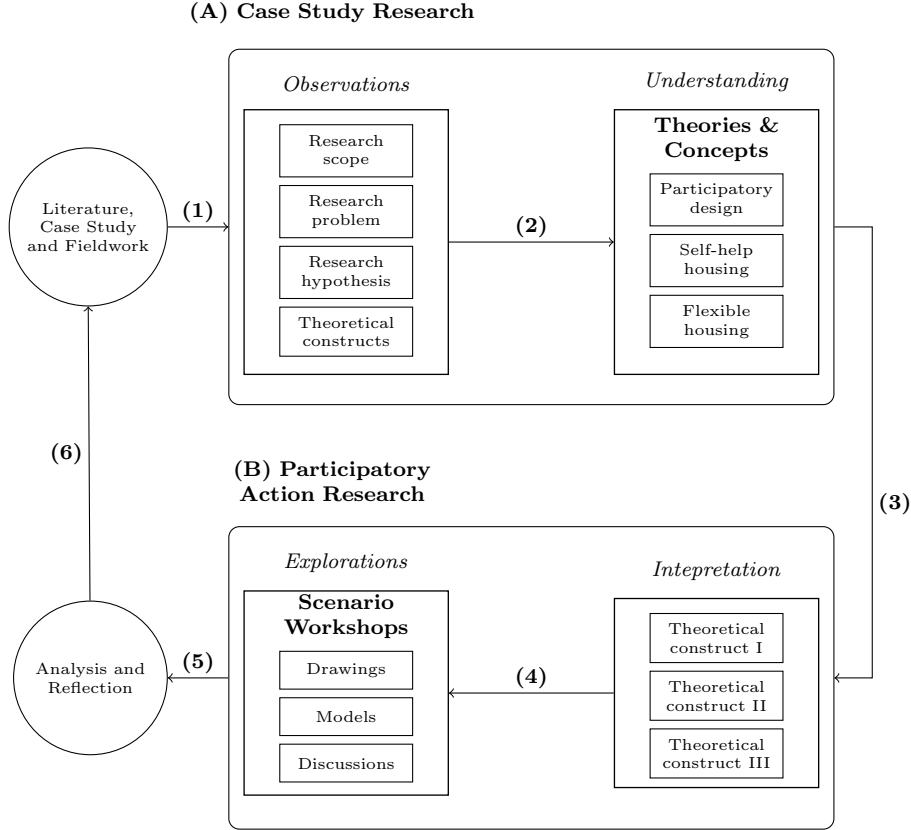 (A) Case Study Research
Observations
Research
scope
Research
problem
Research
hypothesis
Theoretical
constructs
Understanding
Theories &
Concepts
Participatory
design
Self-help
housing
Flexible
housing
Literature,
Case Study
and Fieldwork
(1)
(2)
(3)
(B) Participatory
Action Research
Explorations
Scenario
Workshops
Drawings
Models
Discussions
Intepretation
Theoretical
construct I
Theoretical
construct II
Theoretical
construct III
(4)
(5)
Analysis and
Reflection
(6)